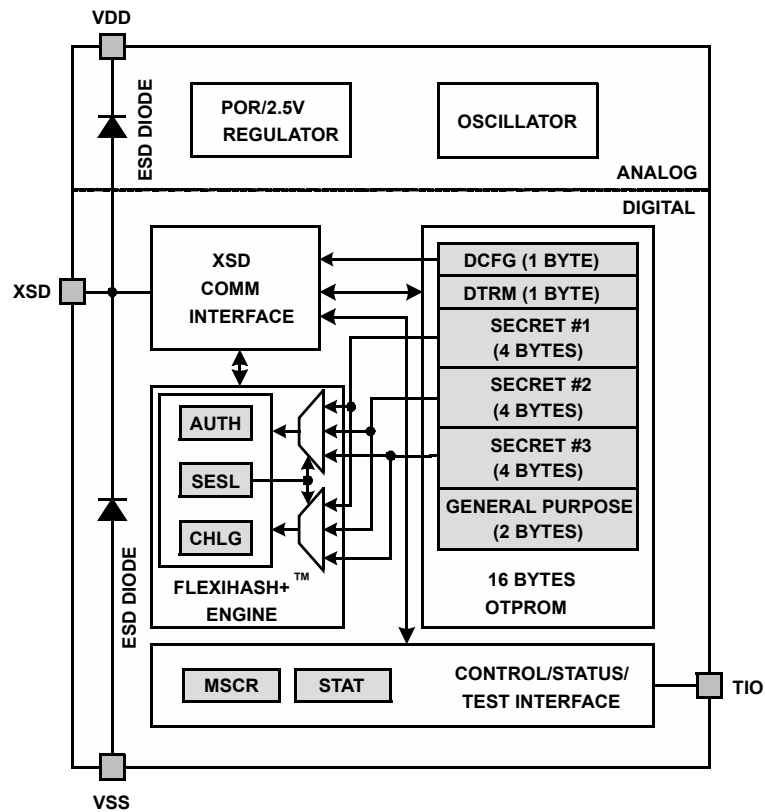 VDD
ESD DIODE
POR/2.5V
REGULATOR
OSCILLATOR
ANALOG
DIGITAL
XSD
XSD
COMM
INTERFACE
DCFG (1 BYTE)
DTRM (1 BYTE)
SECRET #1
(4 BYTES)
SECRET #2
(4 BYTES)
SECRET #3
(4 BYTES)
GENERAL PURPOSE
(2 BYTES)
16 BYTES
OTPROM
AUTH
SESL
CHLG
FLEXIHASH+ TM
ENGINE
ESD DIODE
MSCR
STAT
CONTROL/STATUS/
TEST INTERFACE
TIO
VSS